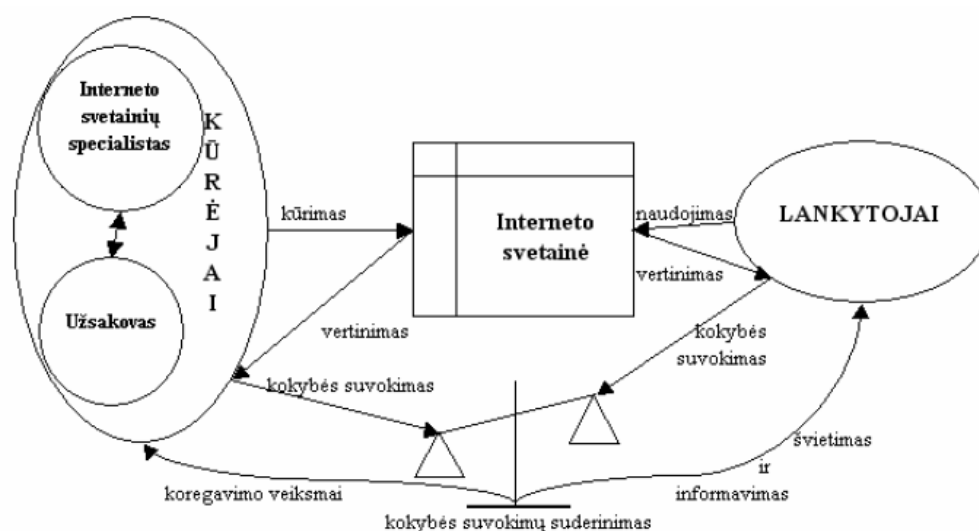 Interneto
svetainių
specialistas
KŪRĖJAI
Užsakovas
kūrimas
Interneto
svetainė
naudojimas
LANKYTOJAI
vertinimas
vertinimas
kokybės suvokimas
kokybės
suvokimas
koregavimo veiksmai
švietimas
ir
informavimas
kokybės suvokimų suderinimas